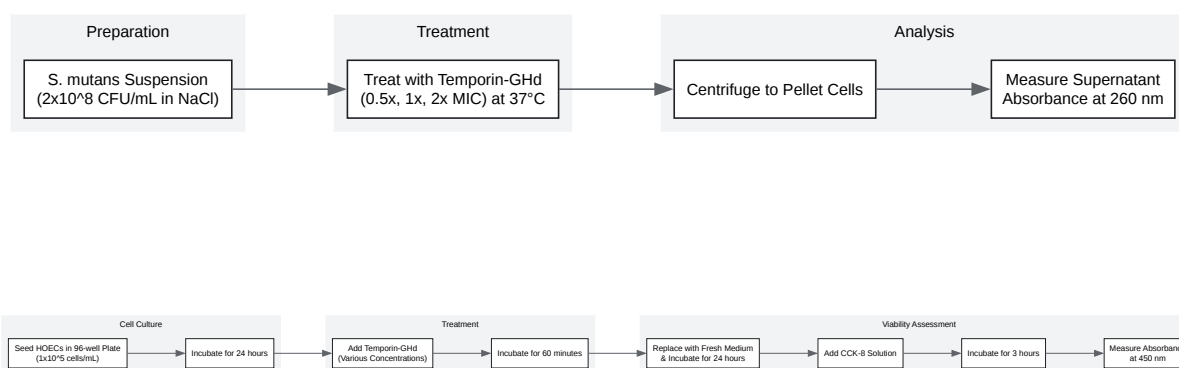 Preparation
Treatment
Analysis
S. mutans Suspension
(2x10^8 CFU/mL in NaCl)
Treat with Temporin-GHd
(0.5x, 1x, 2x MIC) at 37°C
Centrifuge to Pellet Cells
Measure Supernatant
Absorbance at 260 nm
Cell Culture
Treatment
Viability Assessment
Seed HOECs in 96-well Plate
(1x10^5 cells/mL)
Incubate for 24 hours
Add Temporin-GHd
(Various Concentrations)
Incubate for 60 minutes
Replace with Fresh Medium
& Incubate for 24 hours
Add CCK-8 Solution
Incubate for 3 hours
Measure Absorbanc
at 450 nm